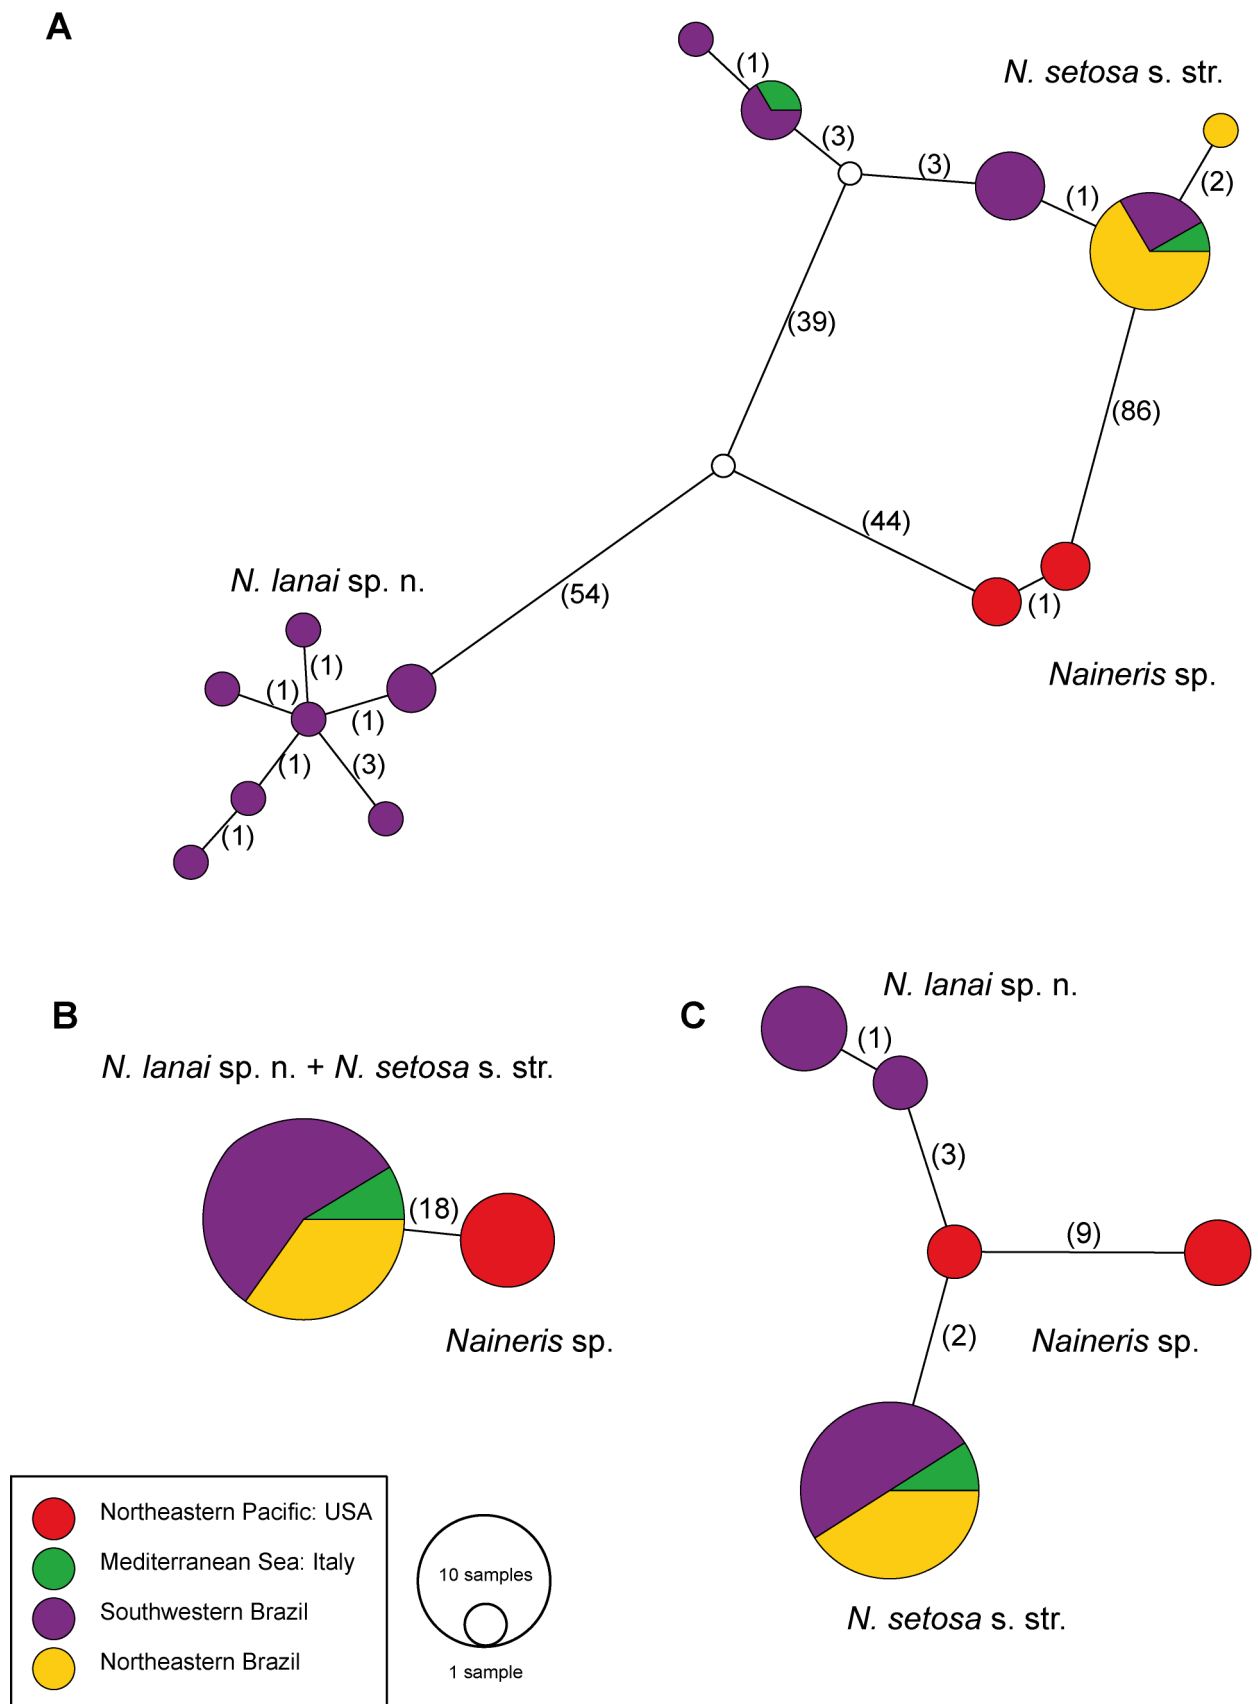 A
(1)
N. setosa s. str.
(3)
(3)
(2)
(1)
(39)
(86)
(44)
N. lanai sp. n.
(54)
(1)
Naineris sp.
(1)
(1)
(1)
(1)
(3)
(1)
B
N. lanai sp. n. + N. setosa s. str.
(18)
Naineris sp.
C
N. lanai sp. n.
(1)
(3)
(9)
(2)
Naineris sp.
N. setosa s. str.
Northeastern Pacific: USA
Mediterranean Sea: Italy
Southwestern Brazil
Northeastern Brazil
10 samples
1 sample